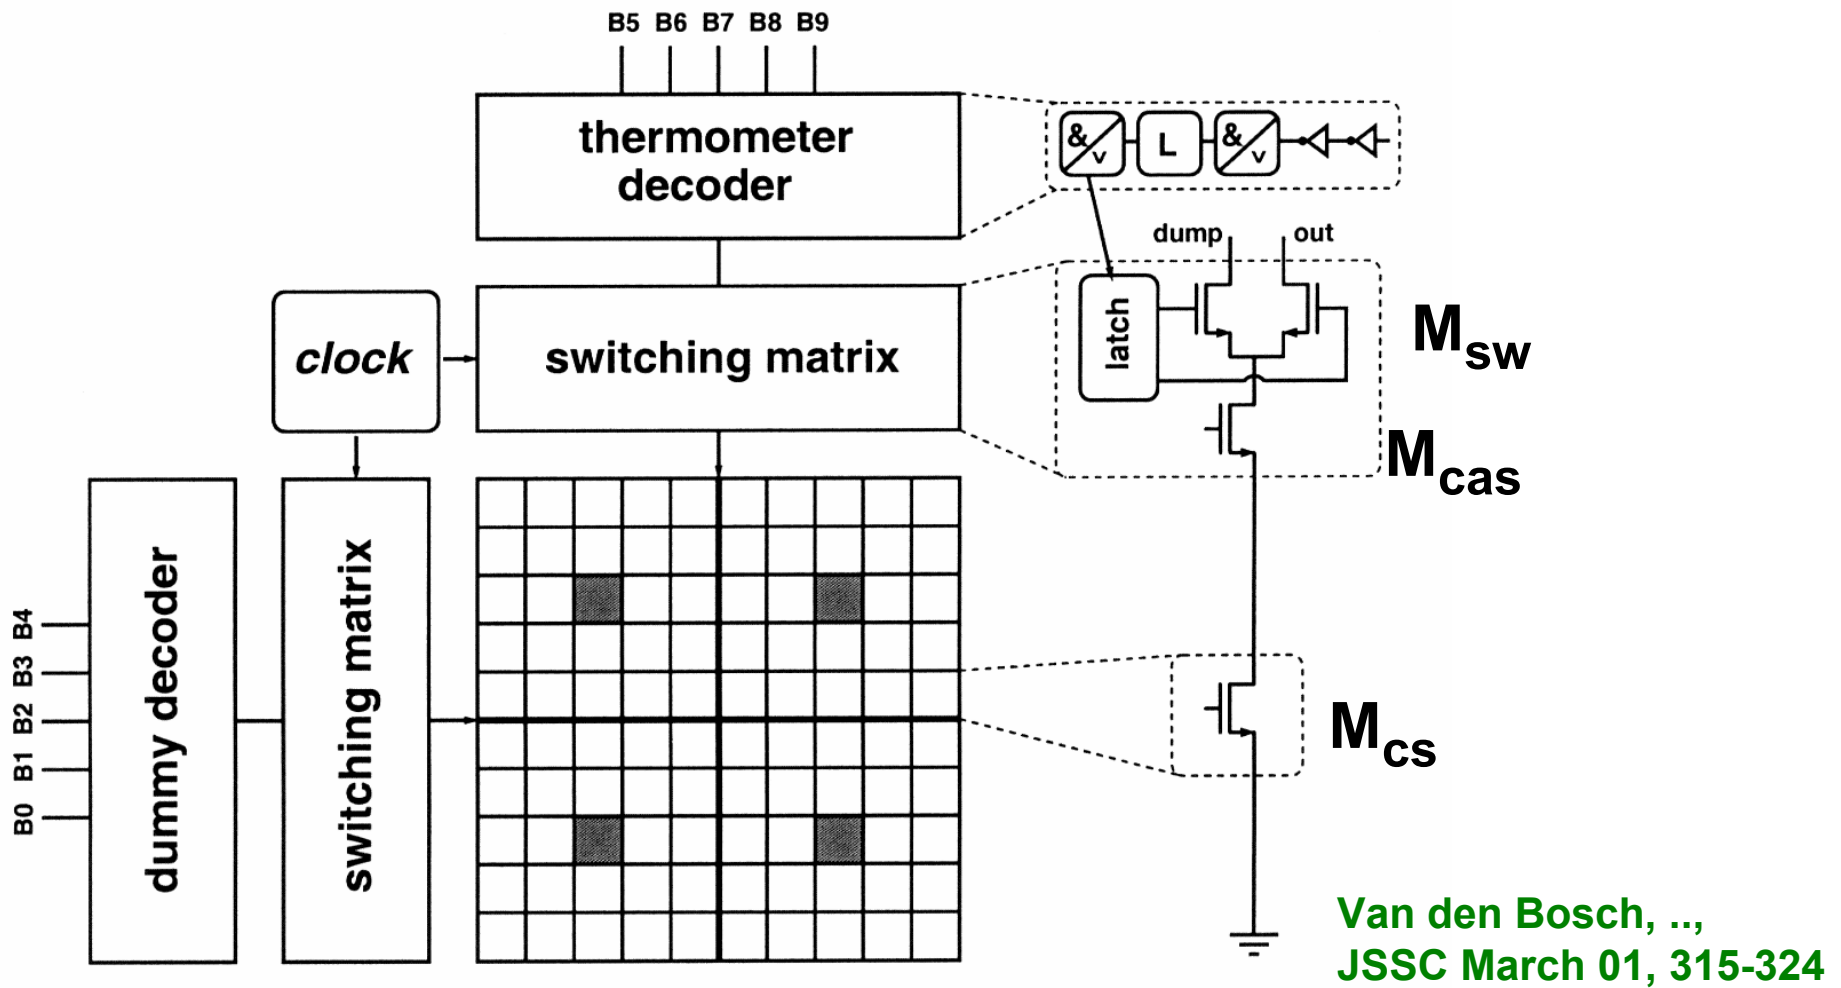 B5 B6 B7 B8 B9
thermometer
decoder
& v L & v
dump out
latch
Msw
clock
switching matrix
Mcas
dummy decoder
switching matrix
B4
B3
B2
B1
B0
Mcs
Van den Bosch, ..,
JSSC March 01, 315-324